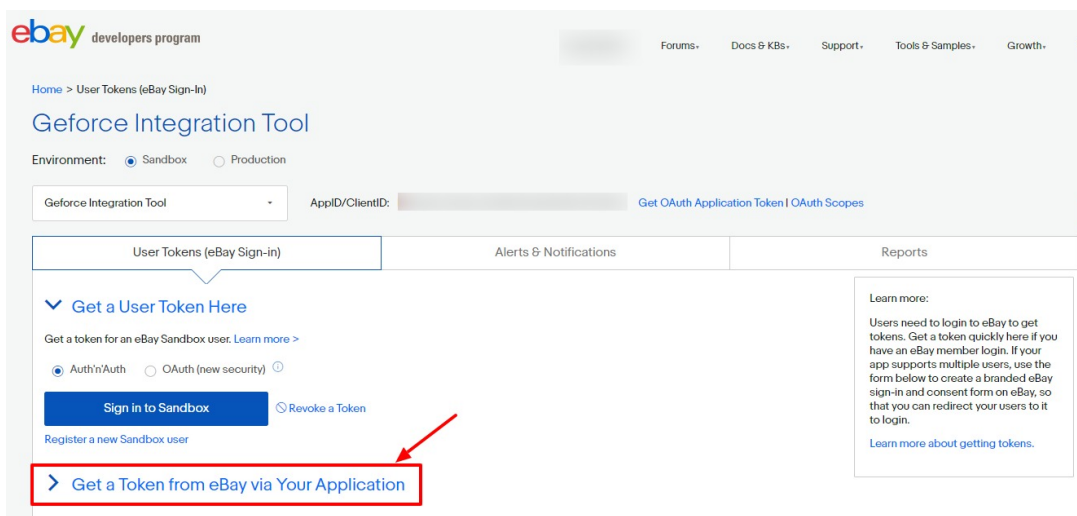 ebay developers program
Forums Docs & KBs Support Tools & Samples Growth
Home > User Tokens (eBay Sign-In)
Geforce Integration Tool
Environment: Sandbox Production
Geforce Integration Tool AppID/ClientID: Get OAuth Application Token | OAuth Scopes
User Tokens (eBay Sign-in) Alerts & Notifications Reports
Get a User Token Here
Get a token for an eBay Sandbox user. Learn more >
Auth'n'Auth OAuth (new security)
Sign in to Sandbox Revoke a Token
Register a new Sandbox user
Get a Token from eBay via Your Application
Learn more:
Users need to login to eBay to get
tokens. Get a token quickly here if you
have an eBay member login. If your
app supports multiple users, use the
form below to create a branded eBay
sign-in and consent form on eBay, so
that you can redirect your users to it
to login.
Learn more about getting tokens.